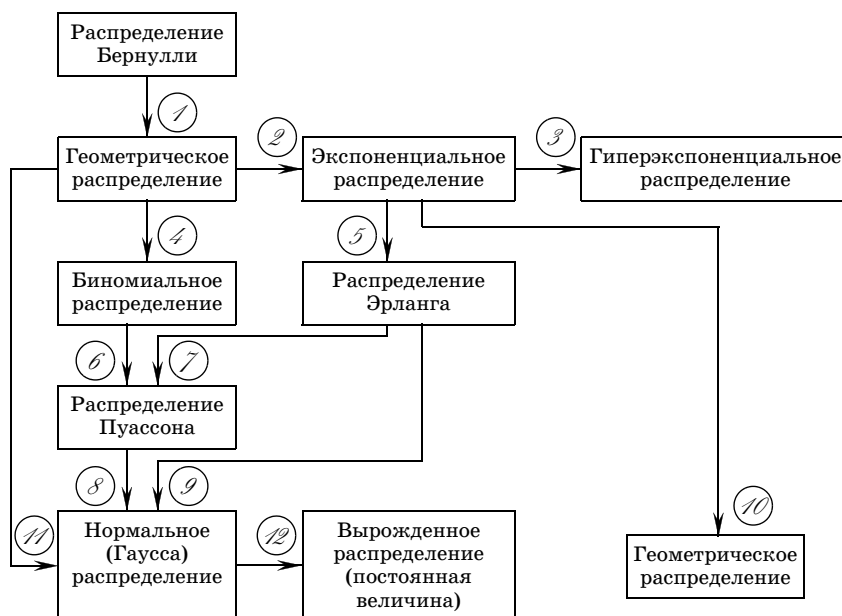 Распределение
Бернулли
1
2
3
Геометрическое
распределение
Экспоненциальное
распределение
Гиперэкспоненциальное
распределение
4
5
Биномиальное
распределение
Распределение
Эрланга
6
7
Распределение
Пуассона
8
9
10
11
Нормальное
(Гаусса)
распределение
12
Вырожденное
распределение
(постоянная
величина)
Геометрическое
распределение